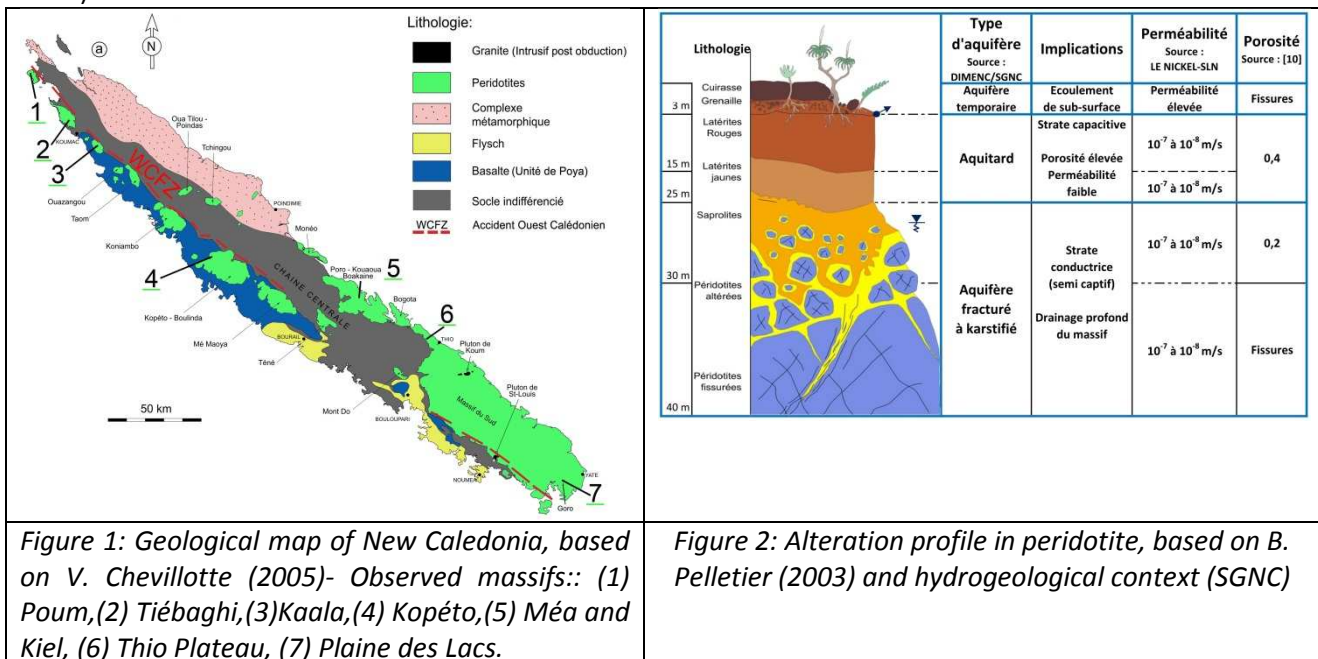 ⓐ
N
1
2
3
4
5
6
7
KOUMAC
Oua Tilou -
Poindas
Tchingou
WCFZ
Ouazangou
Taom
POINDIMIE
Koniambo
Monéo
Poro - Kouaoua
Boakaine
CHAINE CENTRALE
Bogota
Kopéto - Boulinda
THIO
Pluton de
Koum
Mé Maoya
BOURAIL
Téné
Pluton de
St-Louis
Massif du Sud
50 km
Mont Do
BOULOUPARI
NOUMEA
YATE
Goro
Lithologie:
Granite (Intrusif post obduction)
Peridotites
Complexe
métamorphique
Flysch
Basalte (Unité de Poya)
Socle indifférencié
WCFZ Accident Ouest Calédonien
Lithologie
Cuirasse
Grenaille
3 m
Latérites
Rouges
15 m
Latérites
jaunes
25 m
Saprolites
30 m
Péridotites
altérées
Péridotites
fissurées
40 m
Type
d'aquifère
Source :
DIMENC/SGNC
Implications
Perméabilité
Source :
LE NICKEL-SLN
Porosité
Source : [10]
Aquifère
temporaire
Ecoulement
de sub-surface
Perméabilité
élevée
Fissures
Aquitard
Strate capacitive
Porosité élevée
Perméabilité
faible
10⁻⁷ à 10⁻⁸ m/s
10⁻⁷ à 10⁻⁸ m/s
0,4
Aquifère
fracturé
à karstifié
Strate
conductrice
(semi captif)
Drainage profond
du massif
10⁻⁷ à 10⁻⁸ m/s
0,2
10⁻⁷ à 10⁻⁸ m/s
Fissures
Figure 1: Geological map of New Caledonia, based
on V. Chevillotte (2005)- Observed massifs:: (1)
Poum,(2) Tiébaghi,(3)Kaala,(4) Kopéto,(5) Méa and
Kiel, (6) Thio Plateau, (7) Plaine des Lacs.
Figure 2: Alteration profile in peridotite, based on B.
Pelletier (2003) and hydrogeological context (SGNC)